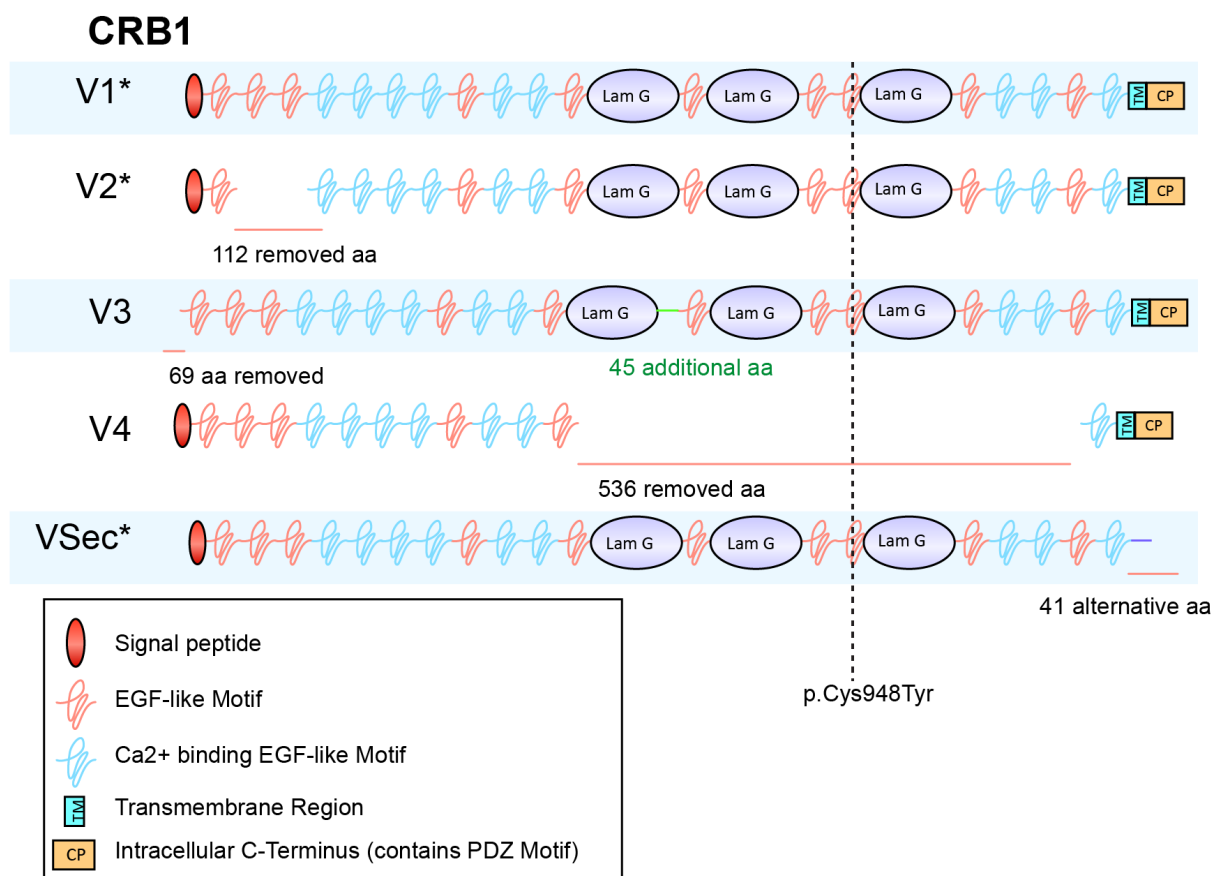 CRB1
V1*
Lam G
Lam G
Lam G
TM
CP
V2*
Lam G
Lam G
Lam G
TM
CP
112 removed aa
V3
Lam G
Lam G
Lam G
TM
CP
69 aa removed
45 additional aa
V4
TM
CP
536 removed aa
VSec*
Lam G
Lam G
Lam G
41 alternative aa
p.Cys948Tyr
Signal peptide
EGF-like Motif
Ca2+ binding EGF-like Motif
TM
Transmembrane Region
CP
Intracellular C-Terminus (contains PDZ Motif)